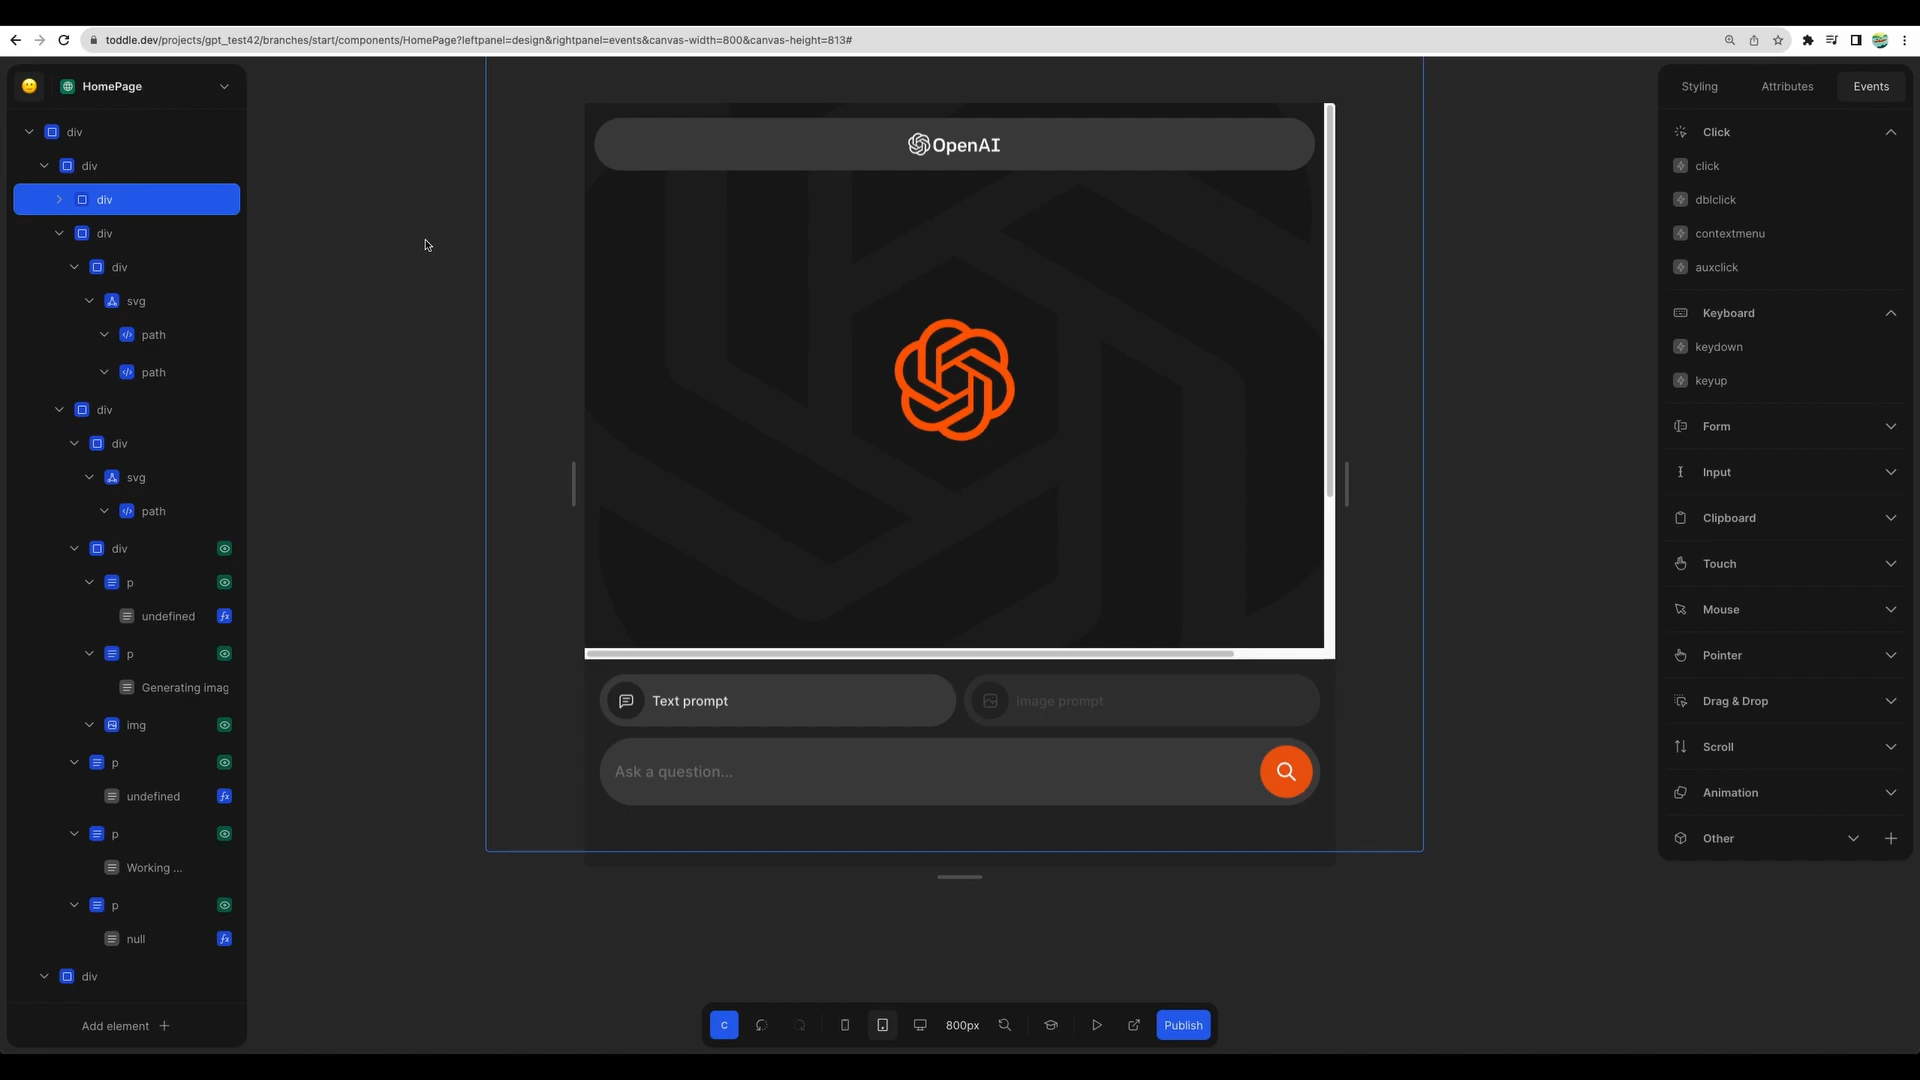 toddle.dev/projects/gpt_test42/branches/start/components/HomePage?leftpanel=design&rightpanel=events&canvas-width=800&canvas-height=813#
HomePage
div
div
div
div
div
svg
path
path
div
div
svg
path
div
p
undefined
p
Generating imag
img
p
undefined
p
Working ...
p
null
div
Add element
OpenAI
Text prompt
Image prompt
Ask a question...
C
800px
Publish
Styling Attributes Events
Click
click
dblclick
contextmenu
auxclick
Keyboard
keydown
keyup
Form
Input
Clipboard
Touch
Mouse
Pointer
Drag & Drop
Scroll
Animation
Other